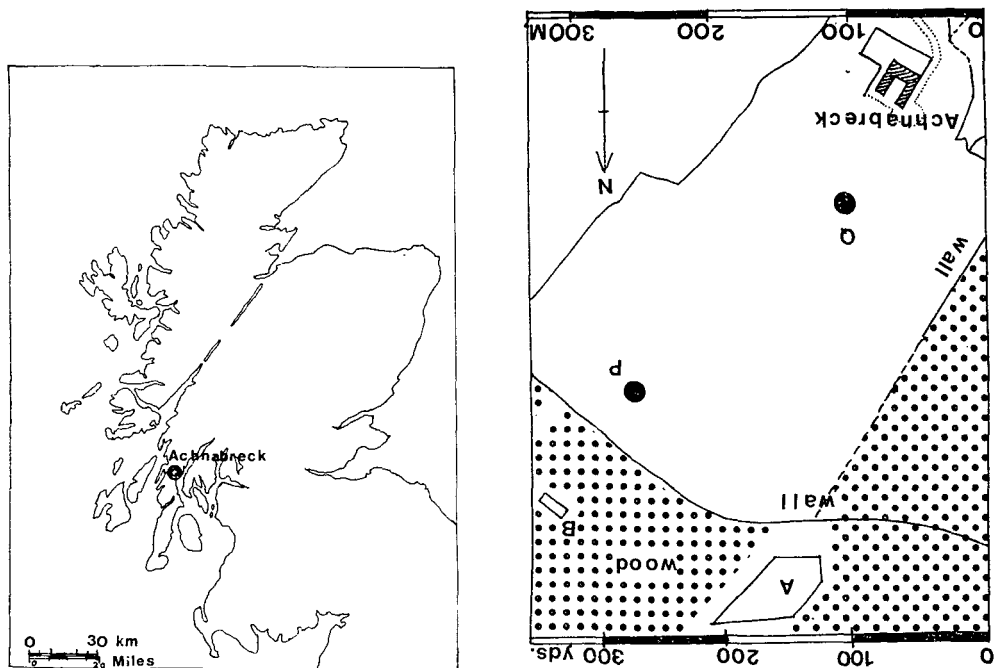 Achnabreck
0 30 km
0 20 Miles
0 100 200 300M
Achnabreck
N
Q
wall
P
wall
B
wood
A
0 100 200 300 yds.